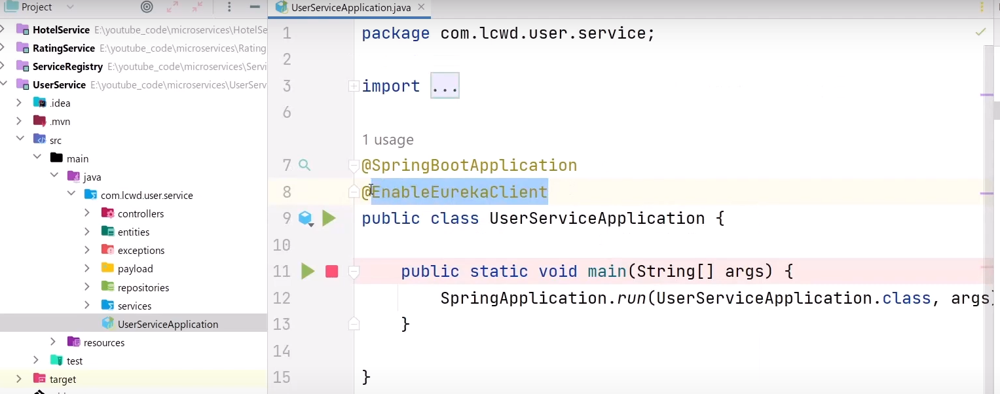 Project
HotelService E:\youtube_code\microservices\HotelSe
RatingService E:\youtube_code\microservices\Rating
ServiceRegistry E:\youtube_code\microservices\Servi
UserService E:\youtube_code\microservices\UserServ
.idea
.mvn
src
main
java
com.lcwd.user.service
controllers
entities
exceptions
payload
repositories
services
UserServiceApplication
resources
test
target
UserServiceApplication.java
1 package com.lcwd.user.service;
2
3 import ...
6
1 usage
7 @SpringBootApplication
8 @EnableEurekaClient
9 public class UserServiceApplication {
10
11 public static void main(String[] args) {
12 SpringApplication.run(UserServiceApplication.class, args)
13 }
14
15 }